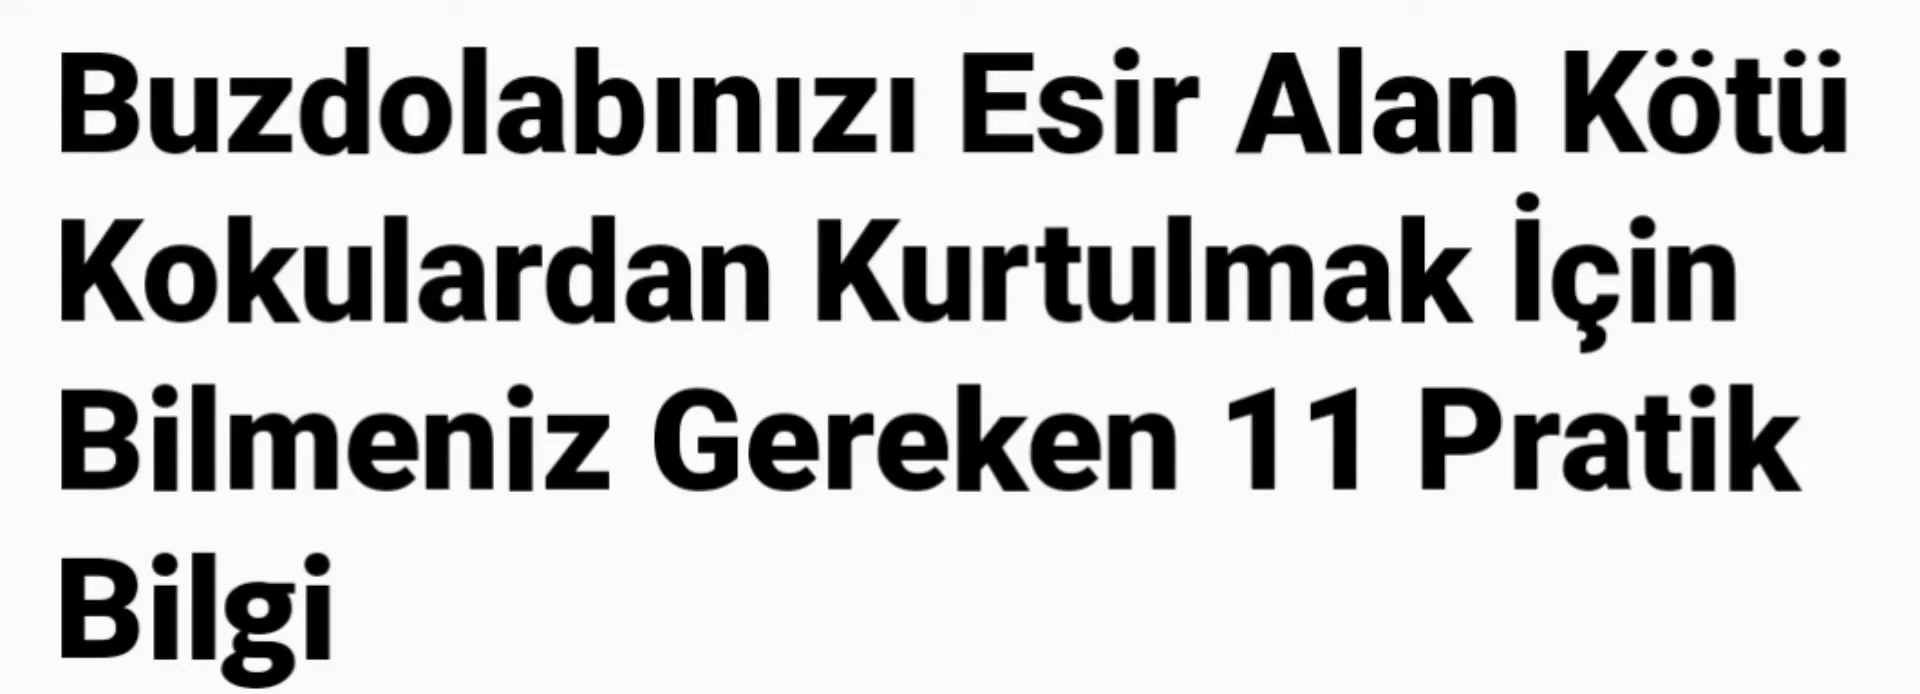 Buzdolabınızı Esir Alan Kötü
Kokulardan Kurtulmak İçin
Bilmeniz Gereken 11 Pratik
Bilgi